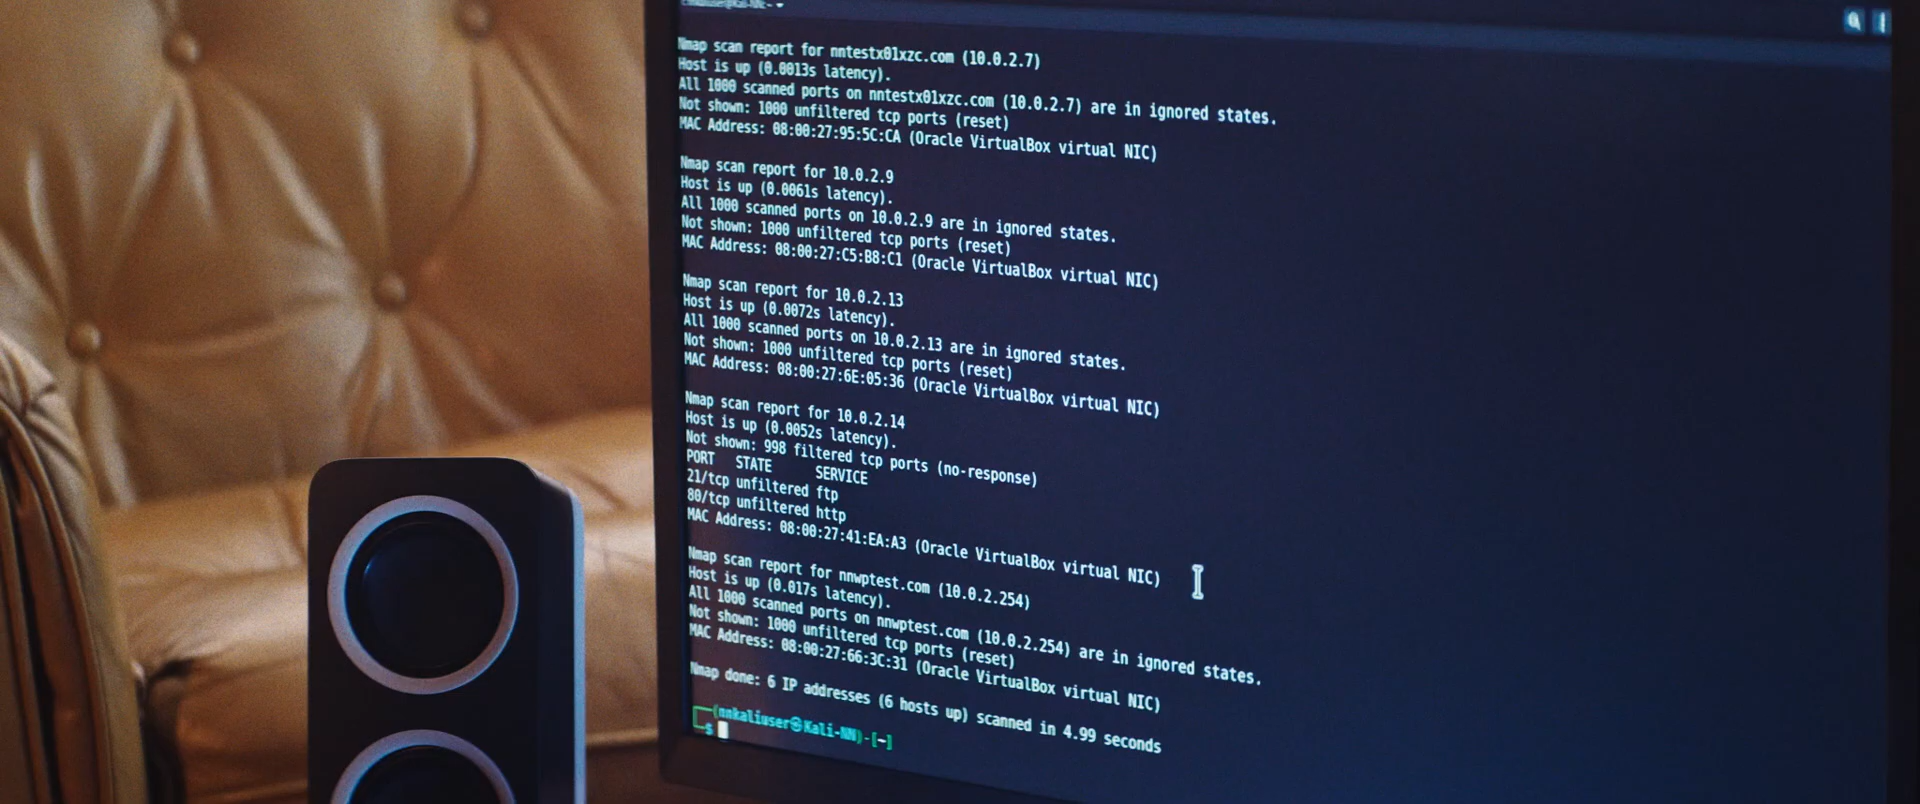 Nmap scan report for nntestx01xzc.com (10.0.2.7)
Host is up (0.0013s latency).
All 1000 scanned ports on nntestx01xzc.com (10.0.2.7) are in ignored states.
Not shown: 1000 unfiltered tcp ports (reset)
MAC Address: 08:00:27:95:5C:CA (Oracle VirtualBox virtual NIC)
Nmap scan report for 10.0.2.9
Host is up (0.0061s latency).
All 1000 scanned ports on 10.0.2.9 are in ignored states.
Not shown: 1000 unfiltered tcp ports (reset)
MAC Address: 08:00:27:C5:B8:C1 (Oracle VirtualBox virtual NIC)
Nmap scan report for 10.0.2.13
Host is up (0.0072s latency).
All 1000 scanned ports on 10.0.2.13 are in ignored states.
Not shown: 1000 unfiltered tcp ports (reset)
MAC Address: 08:00:27:6E:05:36 (Oracle VirtualBox virtual NIC)
Nmap scan report for 10.0.2.14
Host is up (0.0052s latency).
Not shown: 998 filtered tcp ports (no-response)
PORT STATE SERVICE
21/tcp unfiltered ftp
80/tcp unfiltered http
MAC Address: 08:00:27:41:EA:A3 (Oracle VirtualBox virtual NIC)
Nmap scan report for nnwptest.com (10.0.2.254)
Host is up (0.017s latency).
All 1000 scanned ports on nnwptest.com (10.0.2.254) are in ignored states.
Not shown: 1000 unfiltered tcp ports (reset)
MAC Address: 08:00:27:66:3C:31 (Oracle VirtualBox virtual NIC)
Nmap done: 6 IP addresses (6 hosts up) scanned in 4.99 seconds
┌──(nnkaliuser㉿Kali-NN)-[~]
└─$